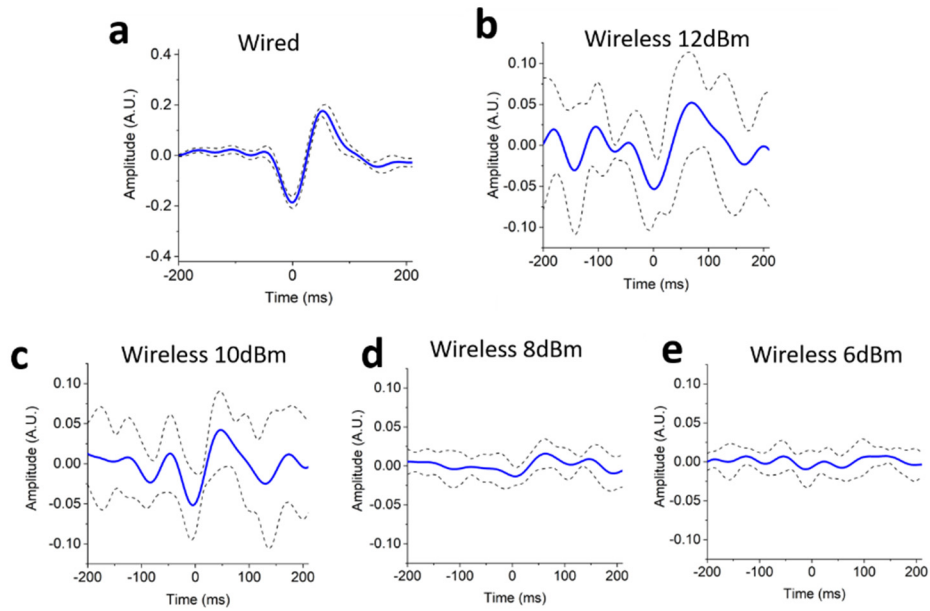 a
Wired
Amplitude (A.U.)
0.4
0.2
0.0
-0.2
-0.4
-200
0
200
Time (ms)
b
Wireless 12dBm
Amplitude (A.U.)
0.10
0.05
0.00
-0.05
-0.10
-200
-100
0
100
200
Time (ms)
c
Wireless 10dBm
Amplitude (A.U.)
0.10
0.05
0.00
-0.05
-0.10
-200
-100
0
100
200
Time (ms)
d
Wireless 8dBm
Amplitude (A.U.)
0.10
0.05
0.00
-0.05
-0.10
-200
-100
0
100
200
Time (ms)
e
Wireless 6dBm
Amplitude (A.U.)
0.10
0.05
0.00
-0.05
-0.10
-200
-100
0
100
200
Time (ms)